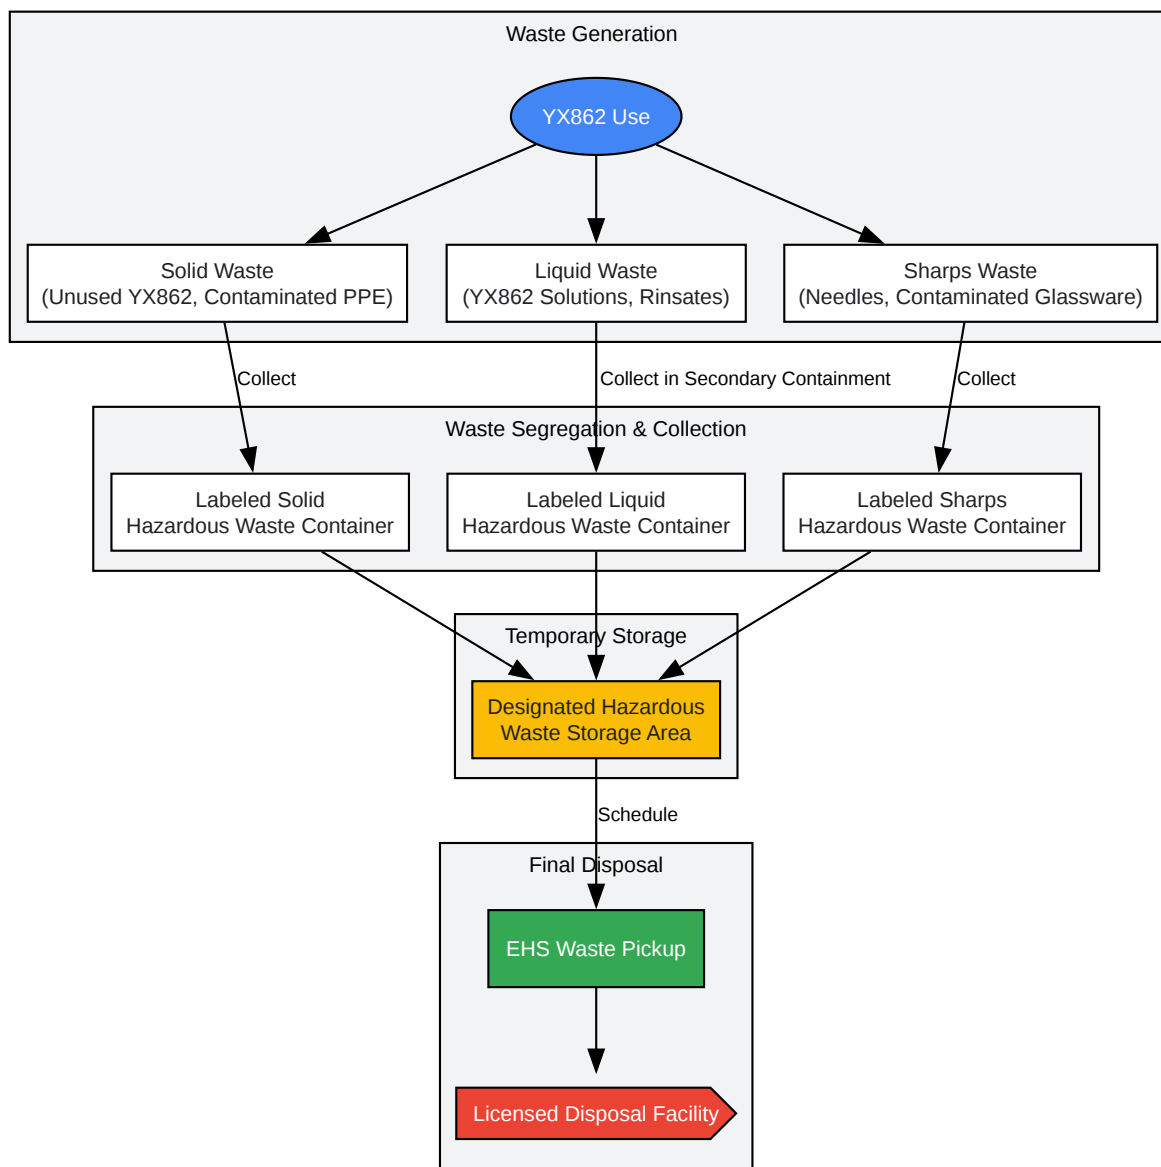 Waste Generation
YX862 Use
Solid Waste
(Unused YX862, Contaminated PPE)
Liquid Waste
(YX862 Solutions, Rinsates)
Sharps Waste
(Needles, Contaminated Glassware)
Collect
Collect in Secondary Containment
Collect
Waste Segregation & Collection
Labeled Solid
Hazardous Waste Container
Labeled Liquid
Hazardous Waste Container
Labeled Sharps
Hazardous Waste Container
Temporary Storage
Designated Hazardous
Waste Storage Area
Schedule
Final Disposal
EHS Waste Pickup
Licensed Disposal Facility